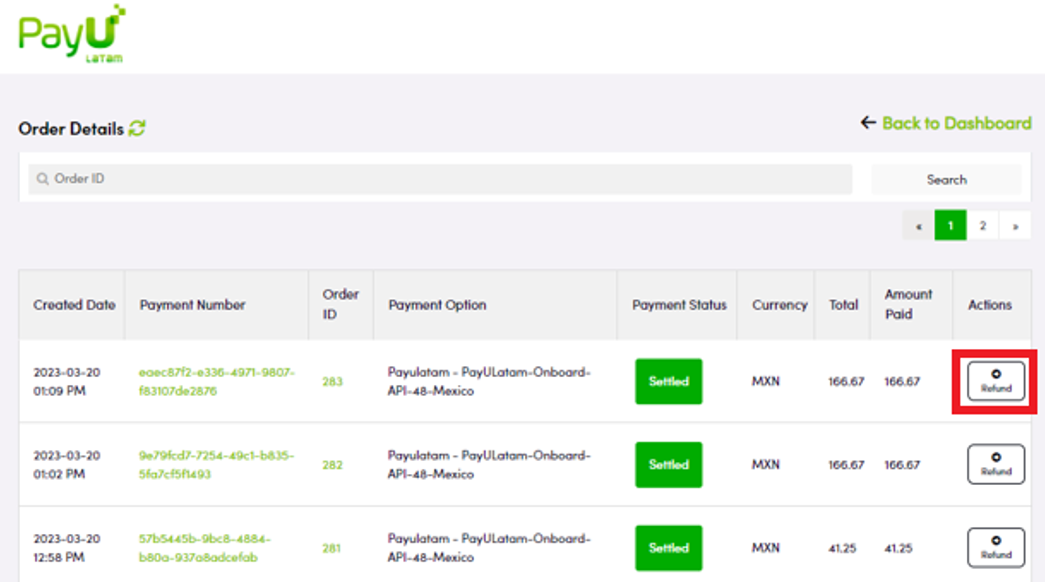 PayU
LaTam
Order Details
← Back to Dashboard
Order ID
Search
« 1 2 »
Created Date Payment Number Order ID Payment Option Payment Status Currency Total Amount Paid Actions
2023-03-20 eaec87f2-e336-4971-9807- 283 Payulatam - PayULatam-Onboard- Settled MXN 166.67 166.67 Refund
01:09 PM f83107de2876 API-48-Mexico
2023-03-20 9e79fcd7-7254-49c1-b835- 282 Payulatam - PayULatam-Onboard- Settled MXN 166.67 166.67 Refund
01:02 PM 5fa7cf5f1493 API-48-Mexico
2023-03-20 57b5445b-9bc8-4884- 281 Payulatam - PayULatam-Onboard- Settled MXN 41.25 41.25 Refund
12:58 PM b80a-937a8adcefab API-48-Mexico